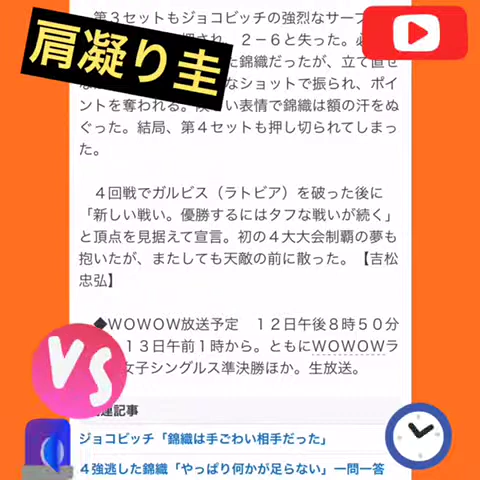 肩凝り圭
第３セットもジョコビッチの強烈なサーブ
押され、２－６と失った。
た錦織だったが、立て直せ
なショットで振られ、ポイ
ントを奪われる。
い表情で錦織は額の汗をぬ
ぐった。結局、第４セットも押し切られてしまっ
た。
４回戦でガルビス（ラトビア）を破った後に
「新しい戦い。優勝するにはタフな戦いが続く」
と頂点を見据えて宣言。初の４大大会制覇の夢も
抱いたが、またしても天敵の前に散った。【吉松
忠弘】
◆ＷＯＷＯＷ放送予定　１２日午後８時５０分
１３日午前１時から。ともにＷＯＷＯＷラ
女子シングルス準決勝ほか。生放送。
VS
連記事
ジョコビッチ「錦織は手ごわい相手だった」
４強逃した錦織「やっぱり何かが足らない」一問一答